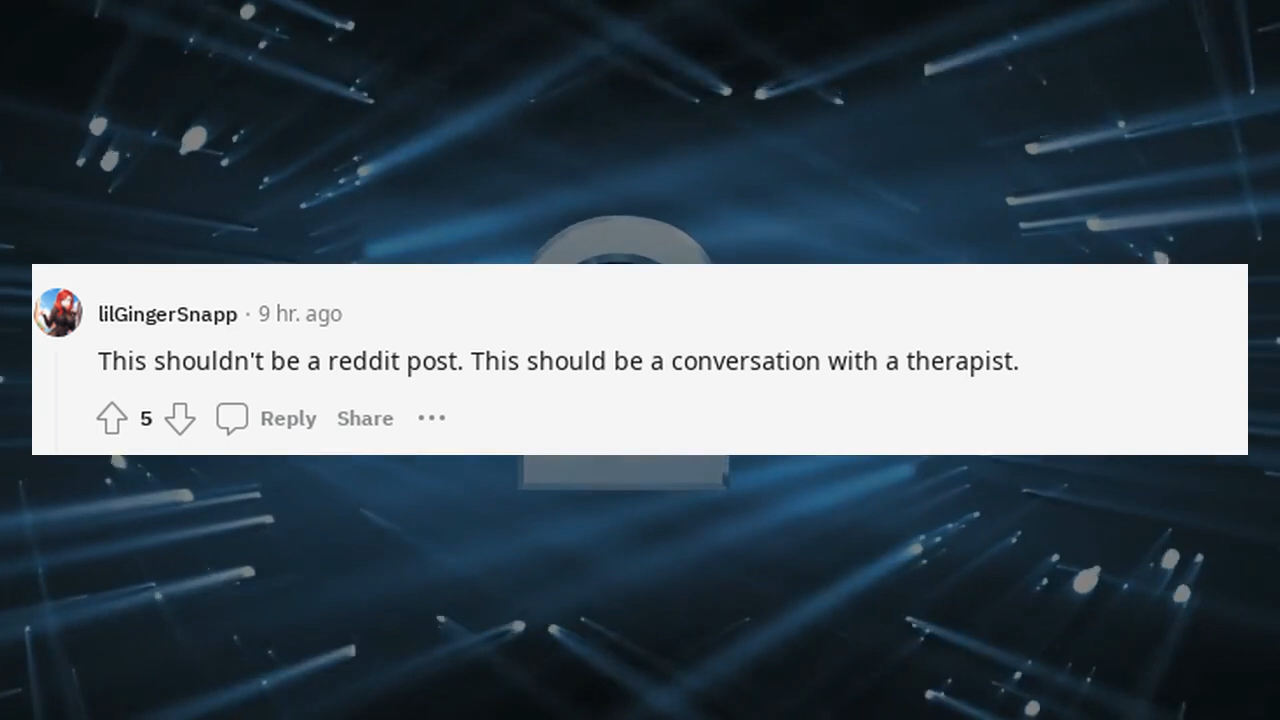 lilGingerSnapp · 9 hr. ago
This shouldn't be a reddit post. This should be a conversation with a therapist.
5 Reply Share ···